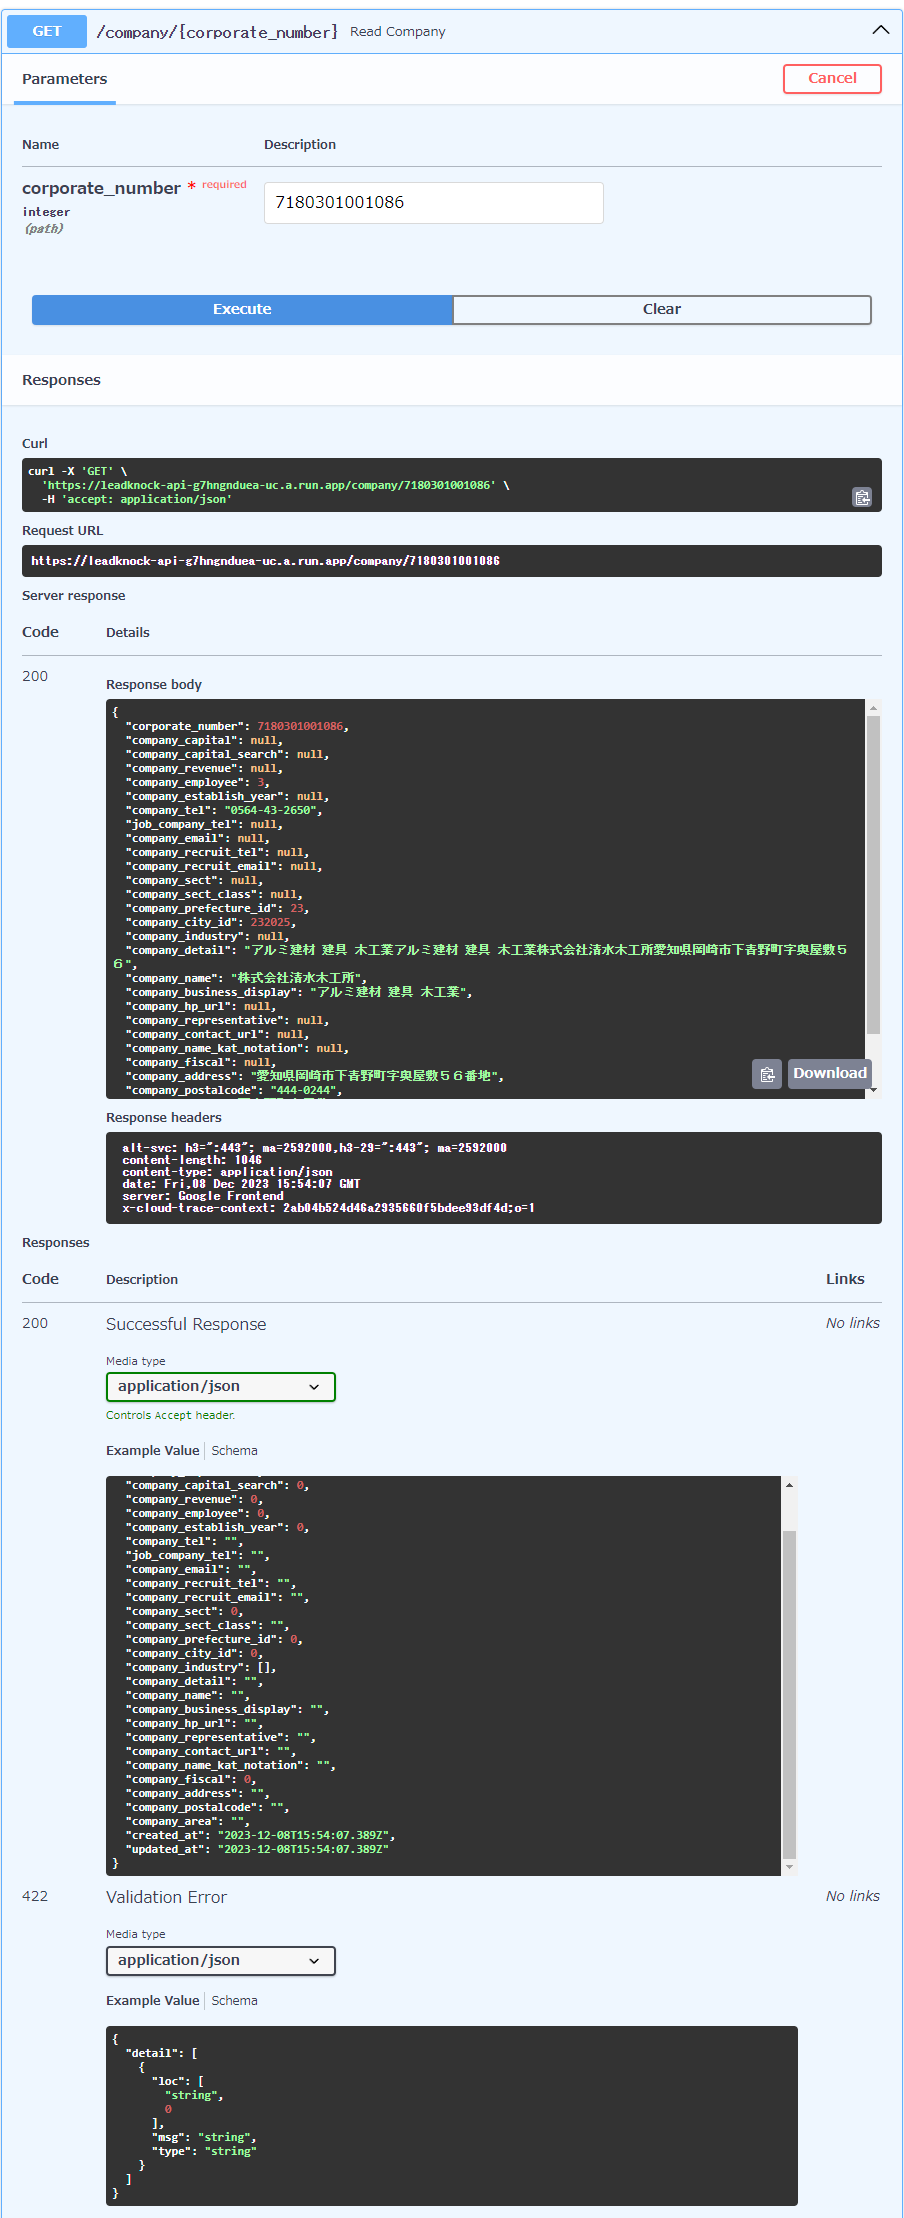 GET /company/{corporate_number} Read Company
Parameters
Cancel
Name Description
corporate_number * required
integer
(path)
7180301001086
Execute Clear
Responses
Curl
curl -X 'GET' \
  'https://leadknock-api-g7hngnduea-uc.a.run.app/company/7180301001086' \
  -H 'accept: application/json'
Request URL
https://leadknock-api-g7hngnduea-uc.a.run.app/company/7180301001086
Server response
Code Details
200
Response body
{
  "corporate_number": 7180301001086,
  "company_capital": null,
  "company_capital_search": null,
  "company_revenue": null,
  "company_employee": 3,
  "company_establish_year": null,
  "company_tel": "0564-43-2650",
  "job_company_tel": null,
  "company_email": null,
  "company_recruit_tel": null,
  "company_recruit_email": null,
  "company_sect": null,
  "company_sect_class": null,
  "company_prefecture_id": 23,
  "company_city_id": 232025,
  "company_industry": null,
  "company_detail": "アルミ建材 建具 木工業アルミ建材 建具 木工業株式会社清水木工所愛知県岡崎市下青野町字奥屋敷５
６",
  "company_name": "株式会社清水木工所",
  "company_business_display": "アルミ建材 建具 木工業",
  "company_hp_url": null,
  "company_representative": null,
  "company_contact_url": null,
  "company_name_kat_notation": null,
  "company_fiscal": null,
  "company_address": "愛知県岡崎市下青野町字奥屋敷５６番地",
  "company_postalcode": "444-0244",
Download
Response headers
alt-svc: h3=":443"; ma=2592000,h3-29=":443"; ma=2592000
content-length: 1046
content-type: application/json
date: Fri,08 Dec 2023 15:54:07 GMT
server: Google Frontend
x-cloud-trace-context: 2ab04b524d46a2935660f5bdee93df4d;o=1
Responses
Code Description Links
200 Successful Response No links
Media type
application/json
Controls Accept header.
Example Value Schema
  "company_capital_search": 0,
  "company_revenue": 0,
  "company_employee": 0,
  "company_establish_year": 0,
  "company_tel": "",
  "job_company_tel": "",
  "company_email": "",
  "company_recruit_tel": "",
  "company_recruit_email": "",
  "company_sect": 0,
  "company_sect_class": "",
  "company_prefecture_id": 0,
  "company_city_id": 0,
  "company_industry": [],
  "company_detail": "",
  "company_name": "",
  "company_business_display": "",
  "company_hp_url": "",
  "company_representative": "",
  "company_contact_url": "",
  "company_name_kat_notation": "",
  "company_fiscal": 0,
  "company_address": "",
  "company_postalcode": "",
  "company_area": "",
  "created_at": "2023-12-08T15:54:07.389Z",
  "updated_at": "2023-12-08T15:54:07.389Z"
}
422 Validation Error No links
Media type
application/json
Example Value Schema
{
  "detail": [
    {
      "loc": [
        "string",
        0
      ],
      "msg": "string",
      "type": "string"
    }
  ]
}